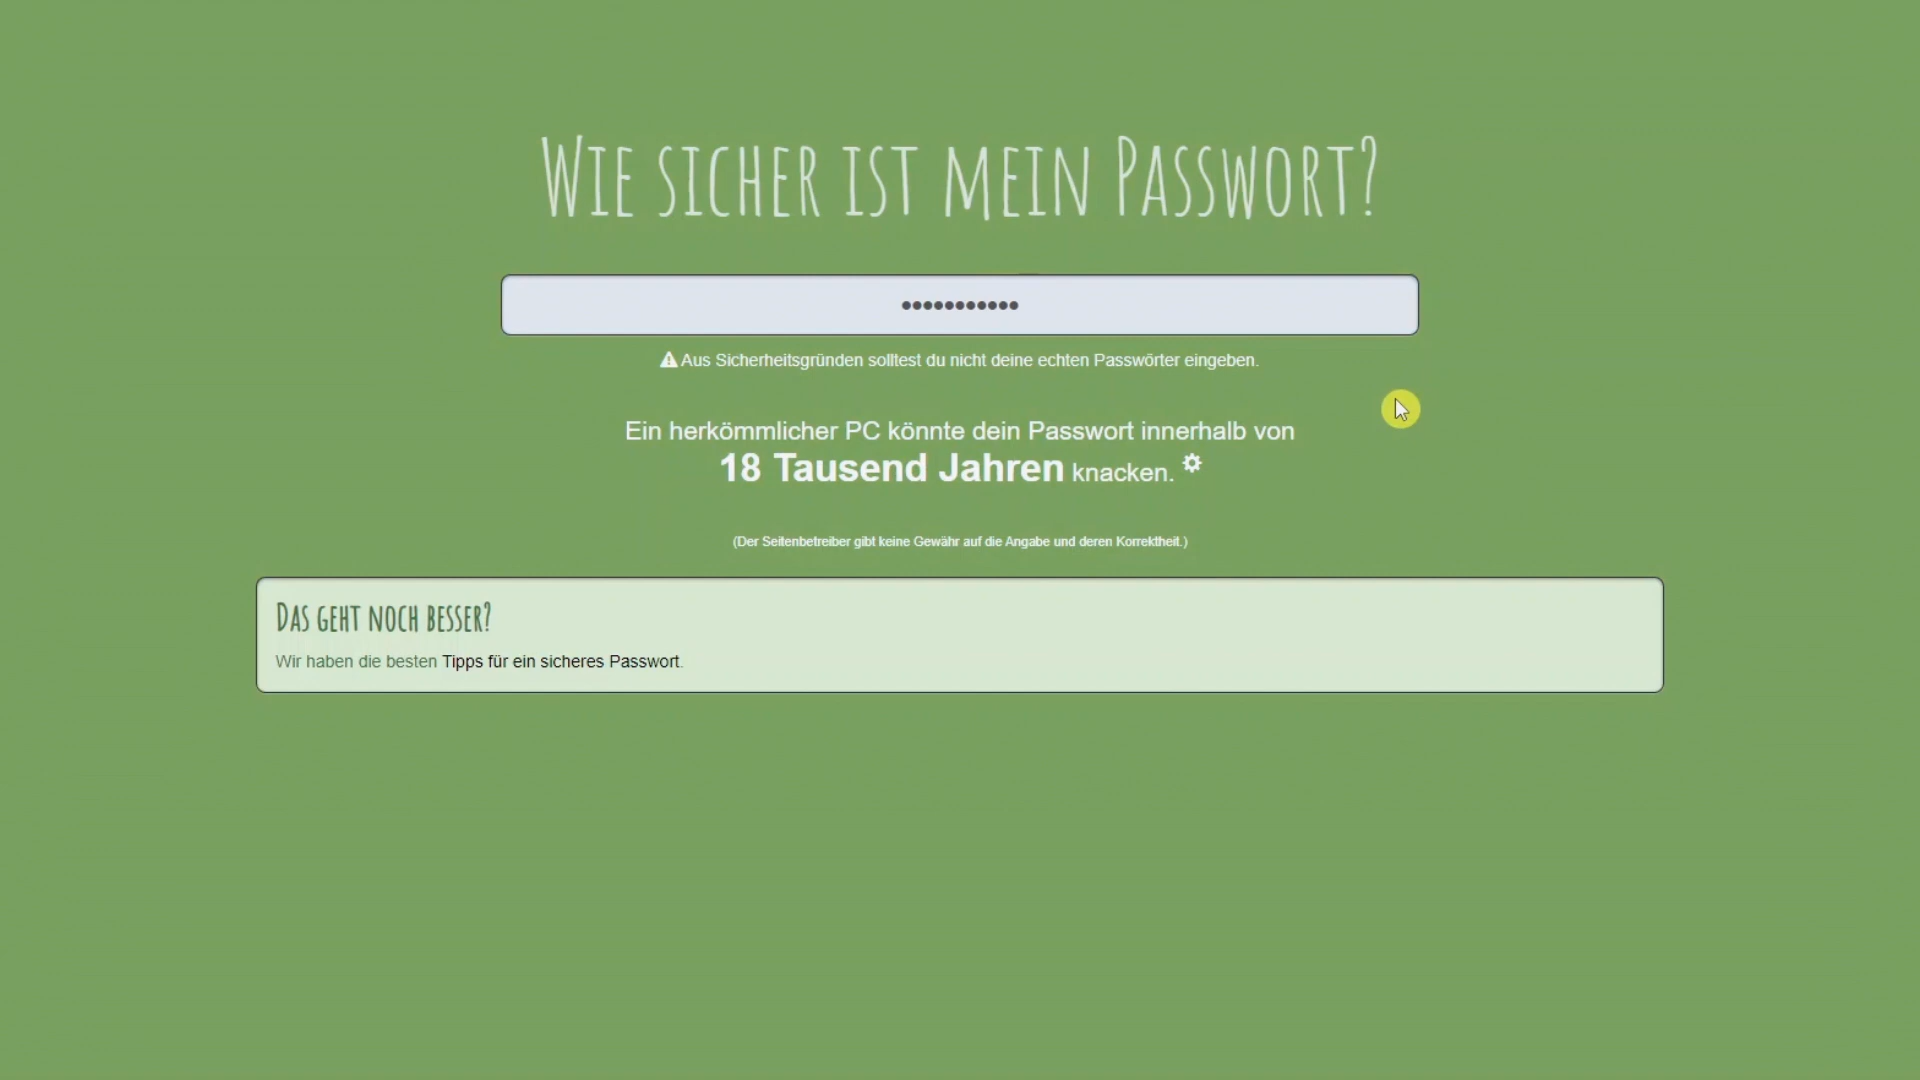 Wie sicher ist mein Passwort?
•••••••••••
Aus Sicherheitsgründen solltest du nicht deine echten Passwörter eingeben.
Ein herkömmlicher PC könnte dein Passwort innerhalb von
18 Tausend Jahren knacken.
(Der Seitenbetreiber gibt keine Gewähr auf die Angabe und deren Korrektheit.)
Das geht noch besser?
Wir haben die besten Tipps für ein sicheres Passwort.